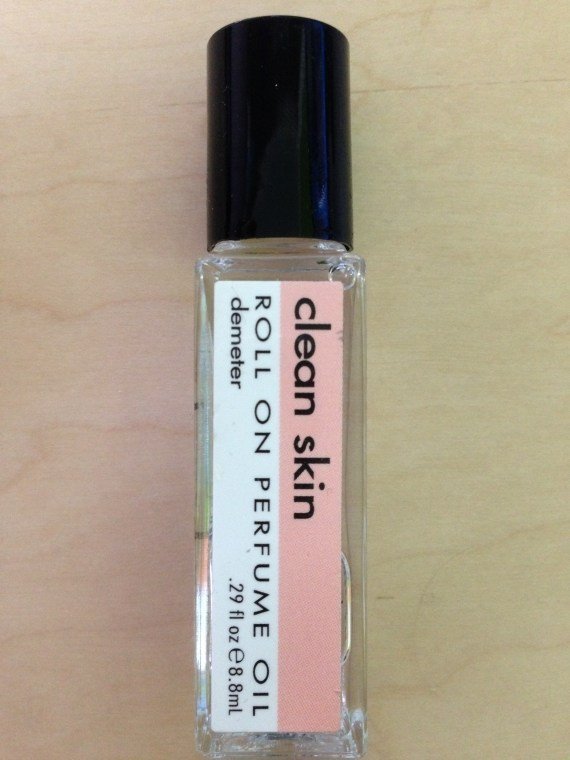 clean skin
ROLL ON PERFUME OIL
demeter
.29 fl oz ℮ 8.8mL